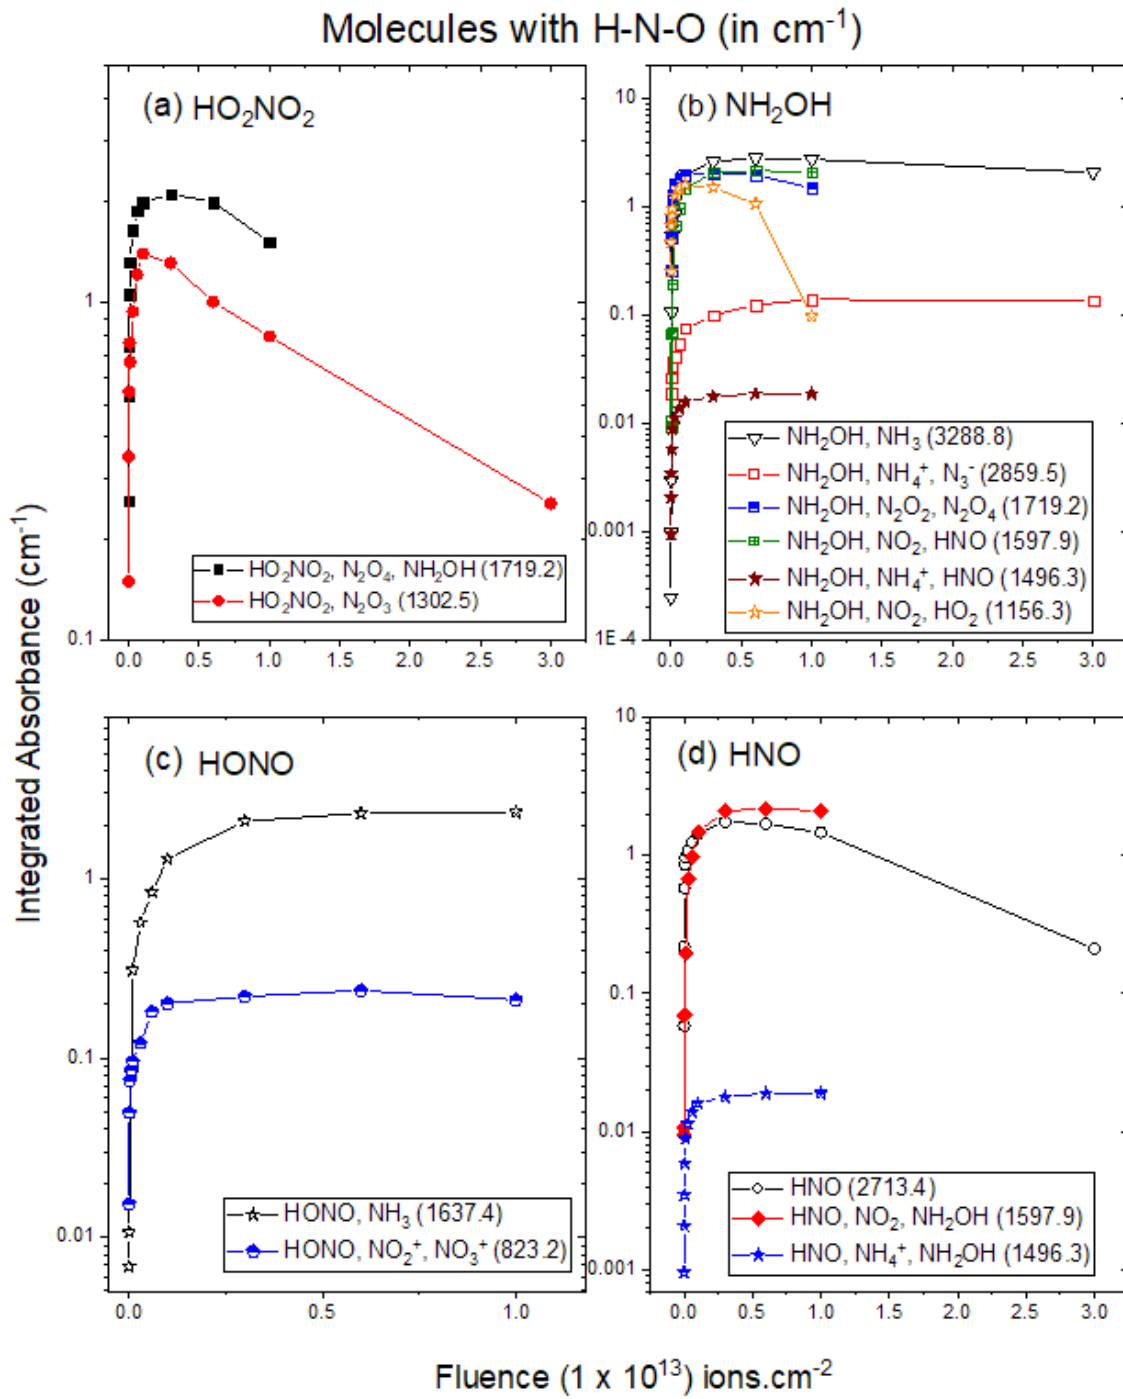 Molecules with H-N-O (in cm⁻¹)
Integrated Absorbance (cm⁻¹)
(a) HO₂NO₂
1
0.1
HO₂NO₂, N₂O₄, NH₂OH (1719.2)
HO₂NO₂, N₂O₃ (1302.5)
0.0 0.5 1.0 1.5 2.0 2.5 3.0
(b) NH₂OH
10
1
0.1
0.01
0.001
1E-4
NH₂OH, NH₃ (3288.8)
NH₂OH, NH₄⁺, N₃⁻ (2859.5)
NH₂OH, N₂O₂, N₂O₄ (1719.2)
NH₂OH, NO₂, HNO (1597.9)
NH₂OH, NH₄⁺, HNO (1496.3)
NH₂OH, NO₂, HO₂ (1156.3)
0.0 0.5 1.0 1.5 2.0 2.5 3.0
(c) HONO
1
0.1
0.01
HONO, NH₃ (1637.4)
HONO, NO₂⁺, NO₃⁺ (823.2)
0.0 0.5 1.0
(d) HNO
10
1
0.1
0.01
0.001
HNO (2713.4)
HNO, NO₂, NH₂OH (1597.9)
HNO, NH₄⁺, NH₂OH (1496.3)
0.0 0.5 1.0 1.5 2.0 2.5 3.0
Fluence (1 x 10¹³) ions.cm⁻²